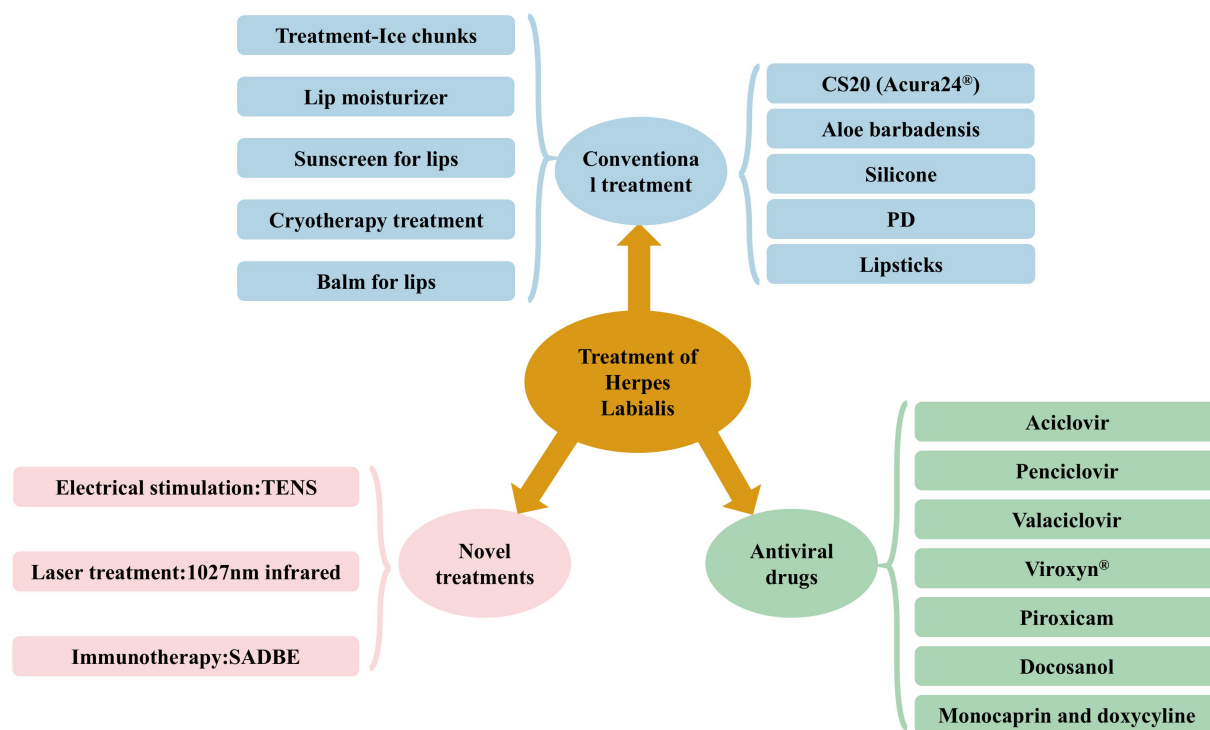 Treatment-Ice chunks
Lip moisturizer
Sunscreen for lips
Cryotherapy treatment
Balm for lips
Conventiona
l treatment
CS20 (Acura24®)
Aloe barbadensis
Silicone
PD
Lipsticks
Treatment of
Herpes
Labialis
Electrical stimulation:TENS
Laser treatment:1027nm infrared
Immunotherapy:SADBE
Novel
treatments
Antiviral
drugs
Aciclovir
Penciclovir
Valaciclovir
Viroxyn®
Piroxicam
Docosanol
Monocaprin and doxycyline